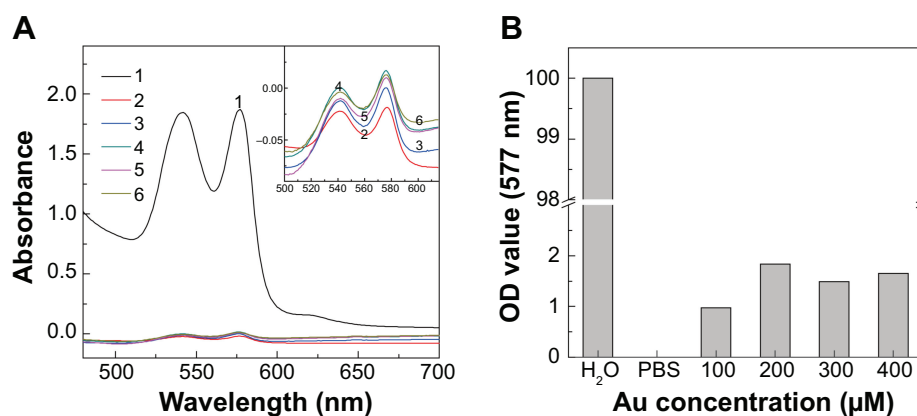 A
Absorbance
2.0
1.5
1.0
0.5
0.0
1
2
3
4
5
6
1
0.00
−0.05
4
5
2
6
3
500 520 540 560 580 600
500 550 600 650 700
Wavelength (nm)
B
OD value (577 nm)
100
99
98
2
1
0
H₂O PBS 100 200 300 400
Au concentration (µM)